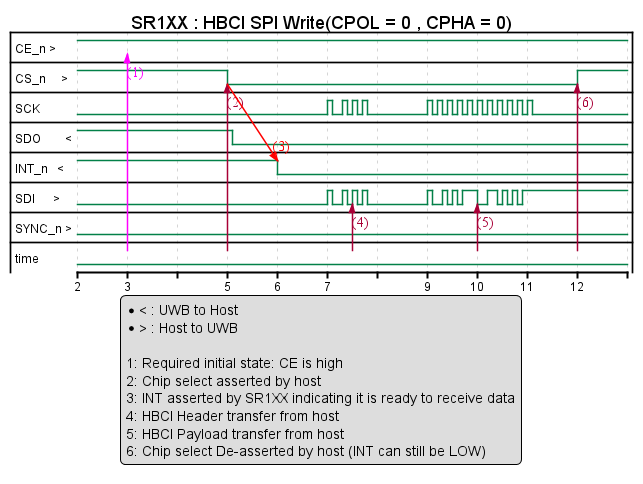 SR1XX : HBCI SPI Write(CPOL = 0 , CPHA = 0)
CE_n >
CS_n >
(1)
SCK
(2)
(6)
SDO <
(3)
INT_n <
SDI >
SYNC_n >
(4)
(5)
time
2 3 5 6 7 9 10 11 12
• < : UWB to Host
• > : Host to UWB
1: Required initial state: CE is high
2: Chip select asserted by host
3: INT asserted by SR1XX indicating it is ready to receive data
4: HBCI Header transfer from host
5: HBCI Payload transfer from host
6: Chip select De-asserted by host (INT can still be LOW)